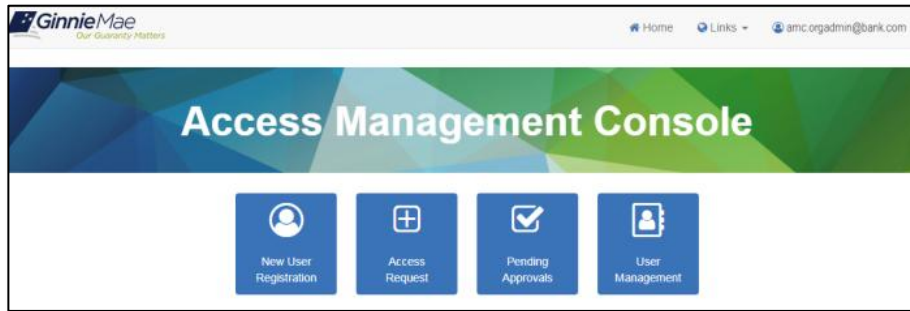 GinnieMae
Our Guaranty Matters
Home
Links
amc.orgadmin@bank.com
Access Management Console
New User
Registration
Access
Request
Pending
Approvals
User
Management